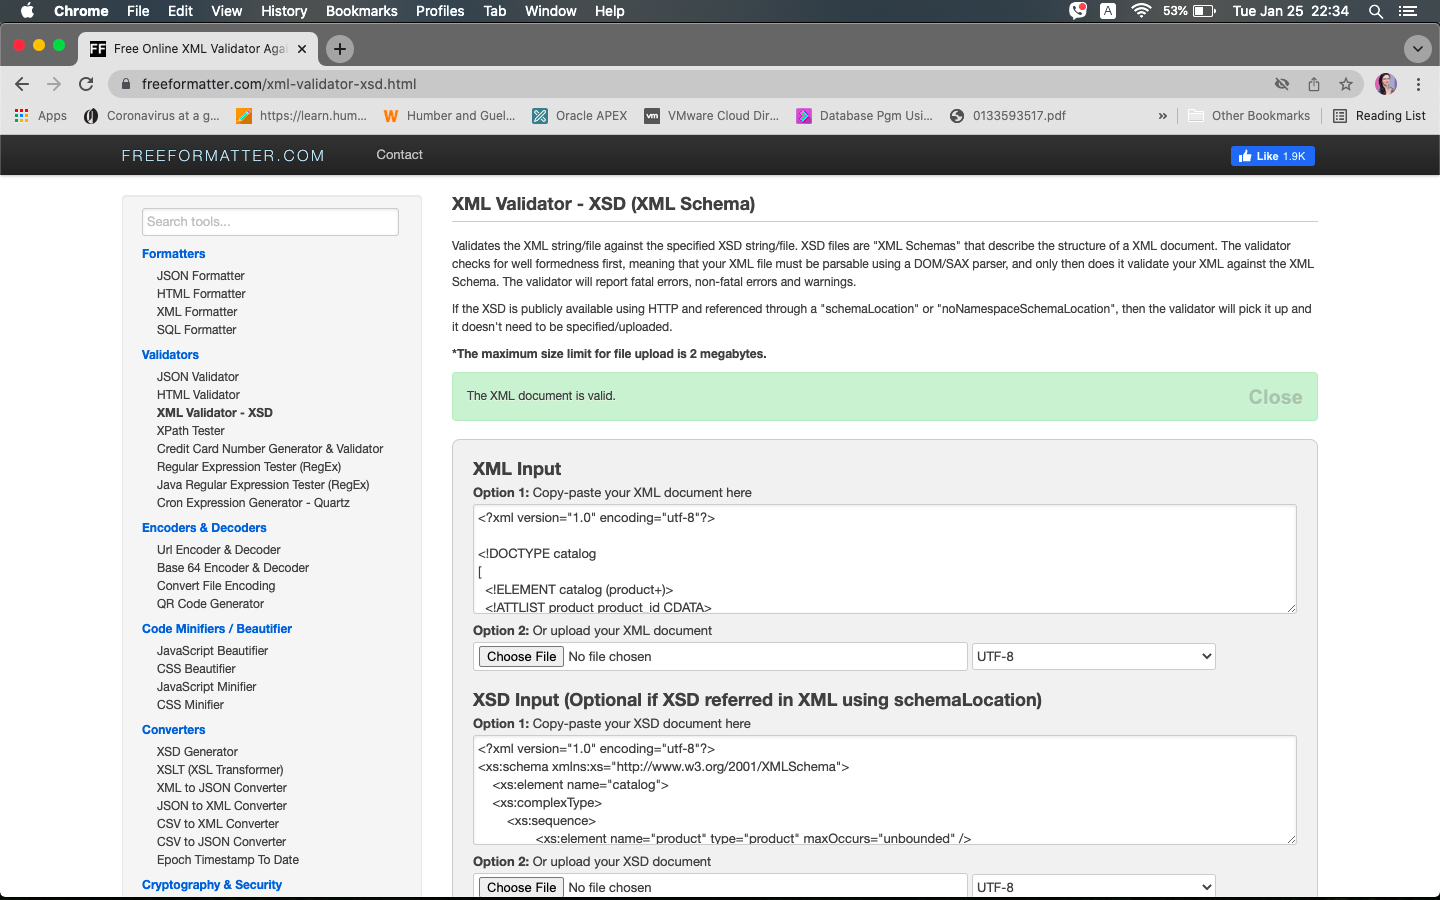 Chrome File Edit View History Bookmarks Profiles Tab Window Help
A 53% Tue Jan 25 22:34
FF Free Online XML Validator Agai
freeformatter.com/xml-validator-xsd.html
Apps Coronavirus at a g... https://learn.hum... W Humber and Guel... Oracle APEX vm VMware Cloud Dir... Database Pgm Usi... 0133593517.pdf » Other Bookmarks Reading List
FREEFORMATTER.COM Contact Like 1.9K
Search tools...
Formatters
JSON Formatter
HTML Formatter
XML Formatter
SQL Formatter
Validators
JSON Validator
HTML Validator
XML Validator - XSD
XPath Tester
Credit Card Number Generator & Validator
Regular Expression Tester (RegEx)
Java Regular Expression Tester (RegEx)
Cron Expression Generator - Quartz
Encoders & Decoders
Url Encoder & Decoder
Base 64 Encoder & Decoder
Convert File Encoding
QR Code Generator
Code Minifiers / Beautifier
JavaScript Beautifier
CSS Beautifier
JavaScript Minifier
CSS Minifier
Converters
XSD Generator
XSLT (XSL Transformer)
XML to JSON Converter
JSON to XML Converter
CSV to XML Converter
CSV to JSON Converter
Epoch Timestamp To Date
Cryptography & Security
XML Validator - XSD (XML Schema)
Validates the XML string/file against the specified XSD string/file. XSD files are "XML Schemas" that describe the structure of a XML document. The validator
checks for well formedness first, meaning that your XML file must be parsable using a DOM/SAX parser, and only then does it validate your XML against the XML
Schema. The validator will report fatal errors, non-fatal errors and warnings.
If the XSD is publicly available using HTTP and referenced through a "schemaLocation" or "noNamespaceSchemaLocation", then the validator will pick it up and
it doesn't need to be specified/uploaded.
*The maximum size limit for file upload is 2 megabytes.
The XML document is valid. Close
XML Input
Option 1: Copy-paste your XML document here
<?xml version="1.0" encoding="utf-8"?>
<!DOCTYPE catalog
[
<!ELEMENT catalog (product+)>
<!ATTLIST product product_id CDATA>
Option 2: Or upload your XML document
Choose File No file chosen UTF-8
XSD Input (Optional if XSD referred in XML using schemaLocation)
Option 1: Copy-paste your XSD document here
<?xml version="1.0" encoding="utf-8"?>
<xs:schema xmlns:xs="http://www.w3.org/2001/XMLSchema">
<xs:element name="catalog">
<xs:complexType>
<xs:sequence>
<xs:element name="product" type="product" maxOccurs="unbounded" />
Option 2: Or upload your XSD document
Choose File No file chosen UTF-8